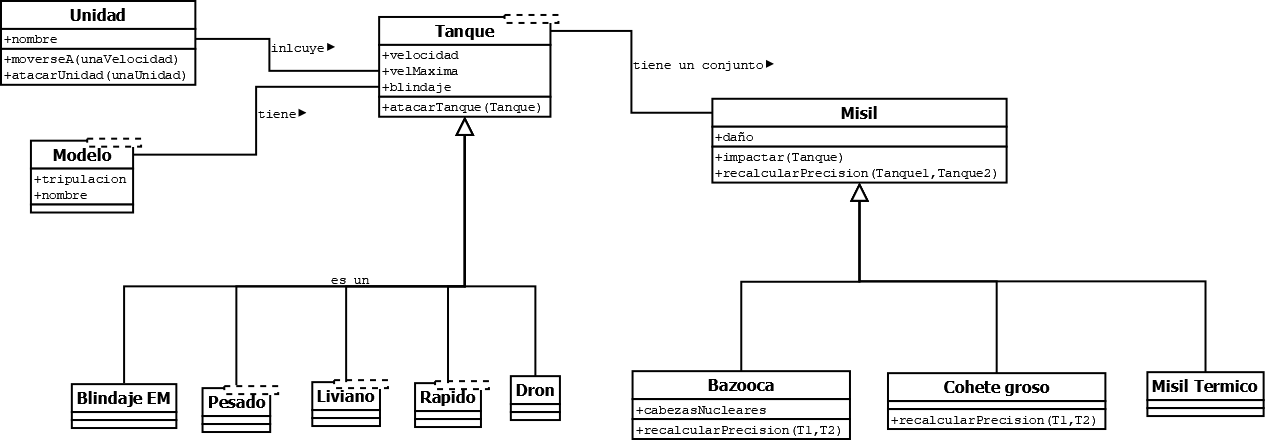 Unidad
+nombre
+moverseA(unaVelocidad)
+atacarUnidad(unaUnidad)
inlcuye
Tanque
+velocidad
+velMaxima
+blindaje
+atacarTanque(Tanque)
tiene un conjunto
tiene
Modelo
+tripulacion
+nombre
Misil
+daño
+impactar(Tanque)
+recalcularPrecision(Tanque1,Tanque2)
es un
Blindaje EM
Pesado
Liviano
Rapido
Dron
Bazooca
+cabezasNucleares
+recalcularPrecision(T1,T2)
Cohete groso
+recalcularPrecision(T1,T2)
Misil Termico